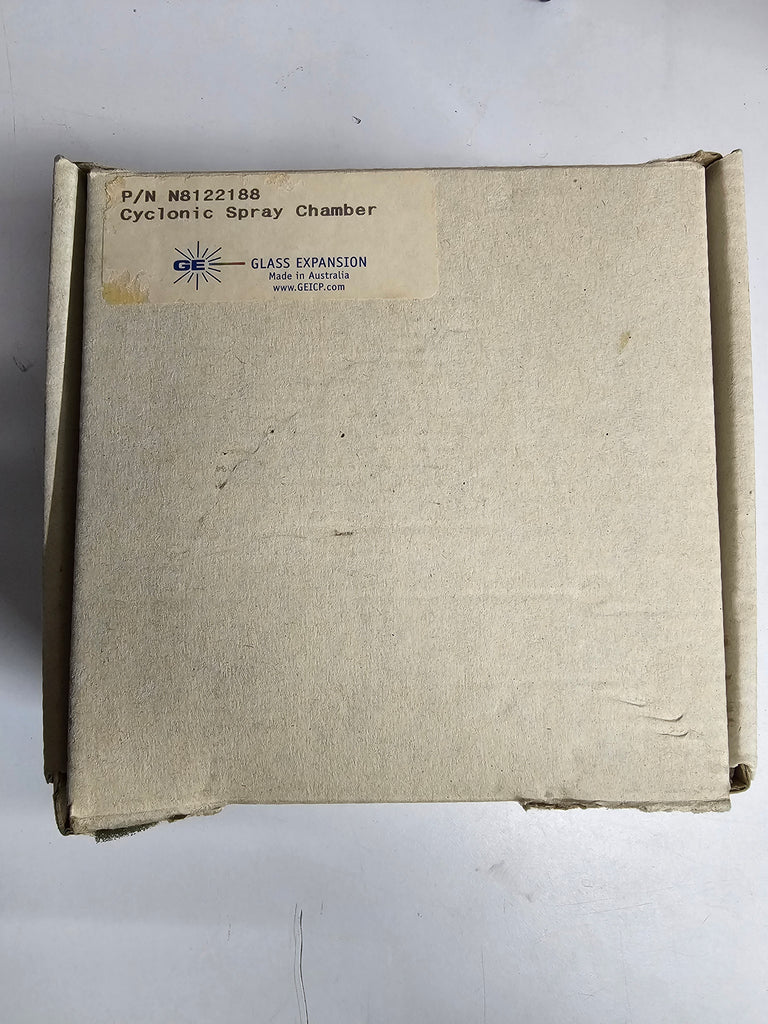 P/N N8122188
Cyclonic Spray Chamber
GE GLASS EXPANSION
Made in Australia
www.GEICP.com